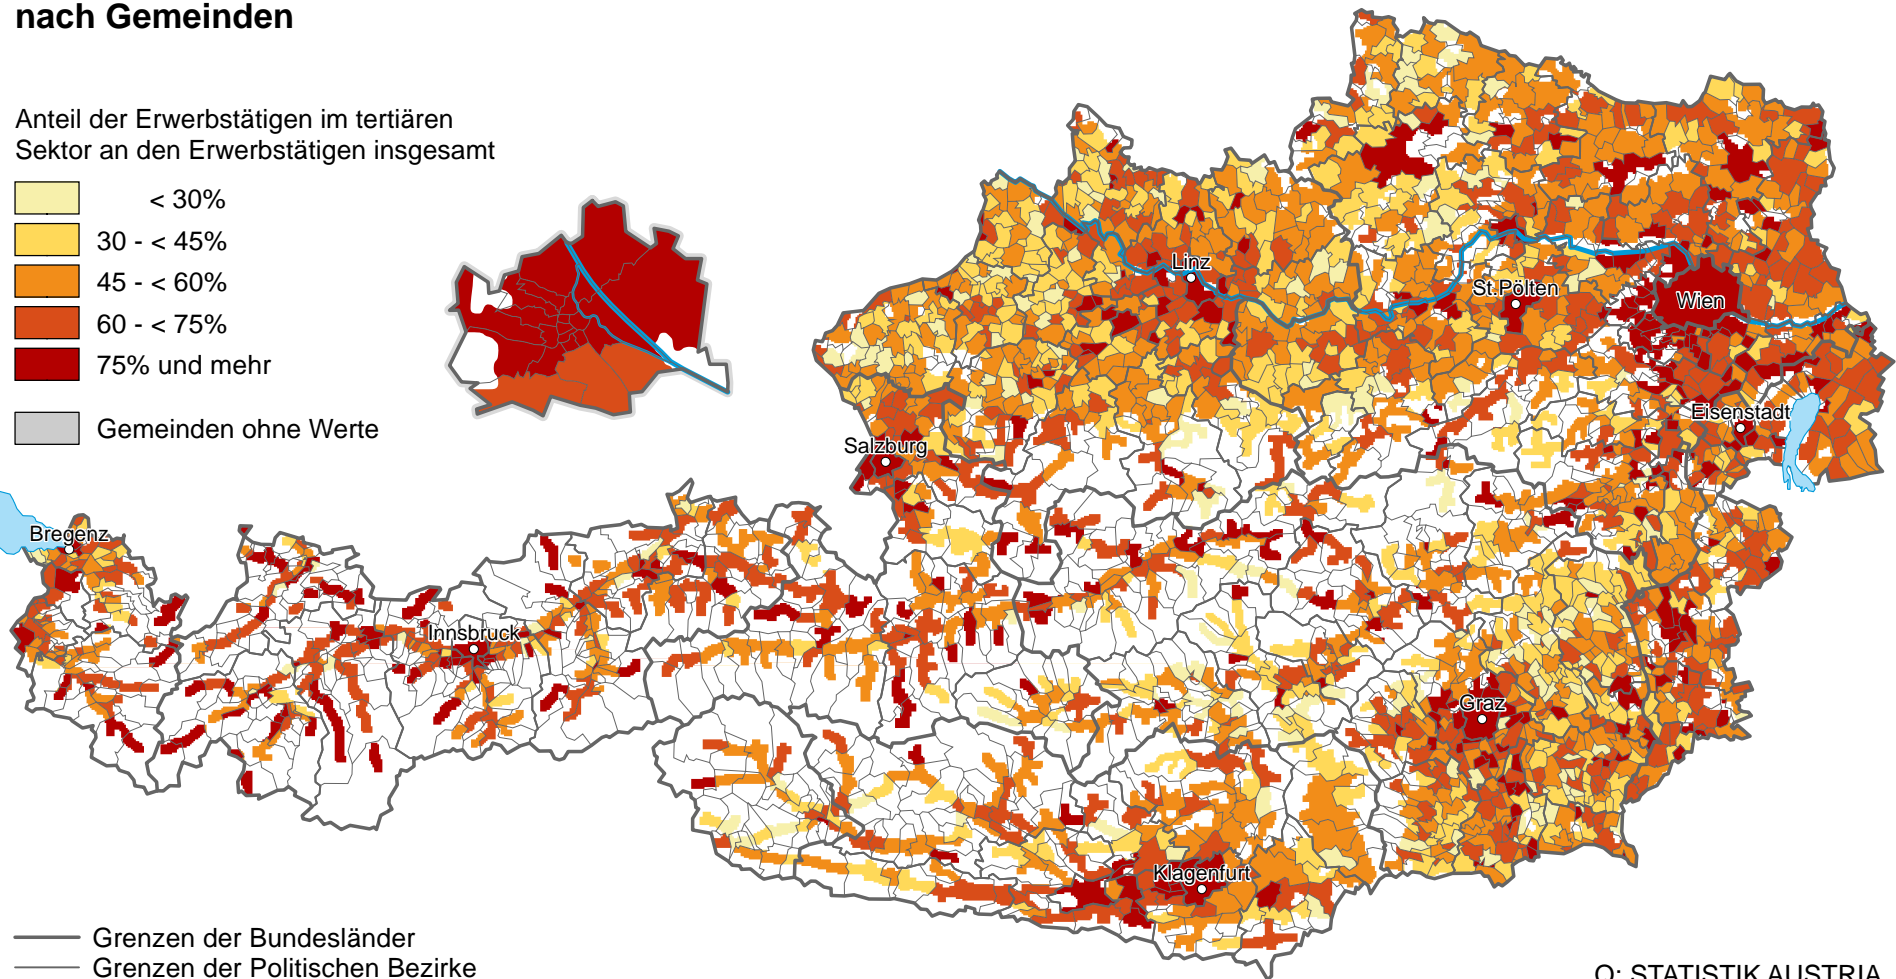 nach Gemeinden
Anteil der Erwerbstätigen im tertiären
Sektor an den Erwerbstätigen insgesamt
< 30%
30 - < 45%
45 - < 60%
60 - < 75%
75% und mehr
Gemeinden ohne Werte
Linz
St.Pölten
Wien
Eisenstadt
Salzburg
Bregenz
Innsbruck
Graz
Klagenfurt
Grenzen der Bundesländer
Grenzen der Politischen Bezirke
Q: STATISTIK AUSTRIA